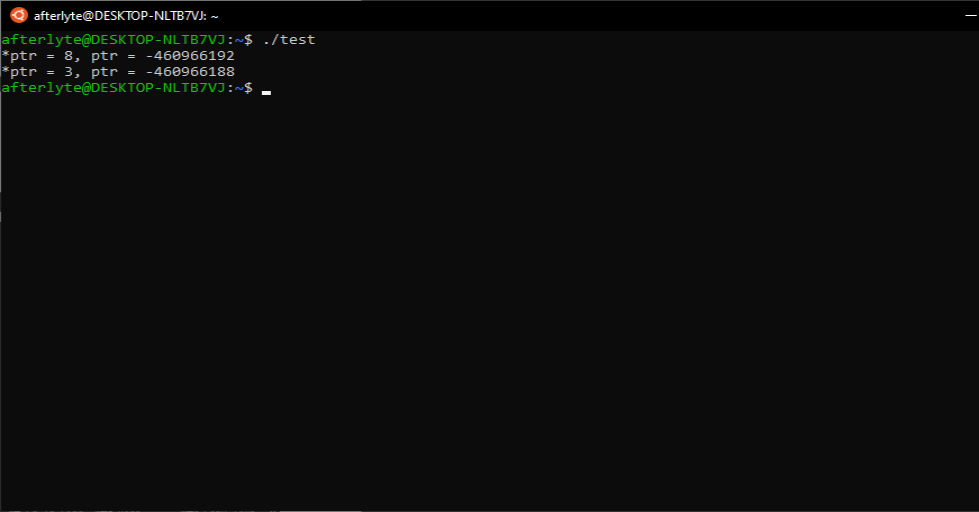 afterlyte@DESKTOP-NLTB7VJ: ~
afterlyte@DESKTOP-NLTB7VJ:~$ ./test
*ptr = 8, ptr = -460966192
*ptr = 3, ptr = -460966188
afterlyte@DESKTOP-NLTB7VJ:~$